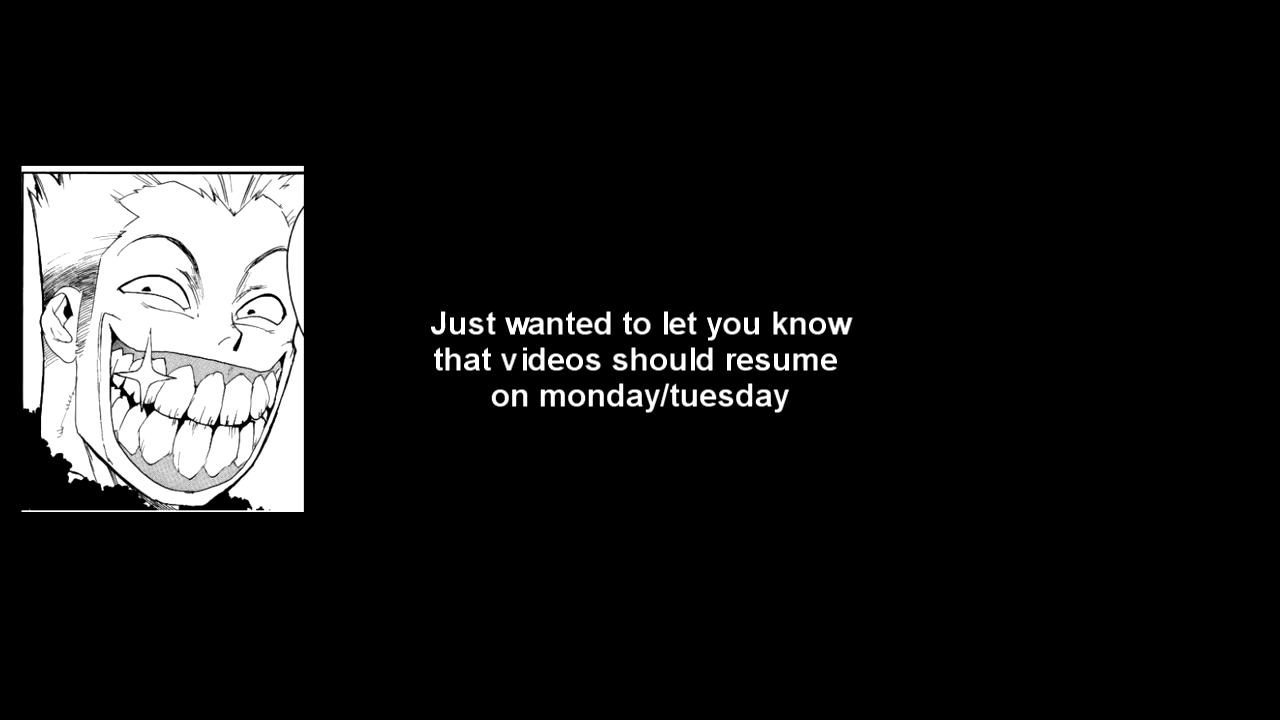 Just wanted to let you know
that videos should resume
on monday/tuesday